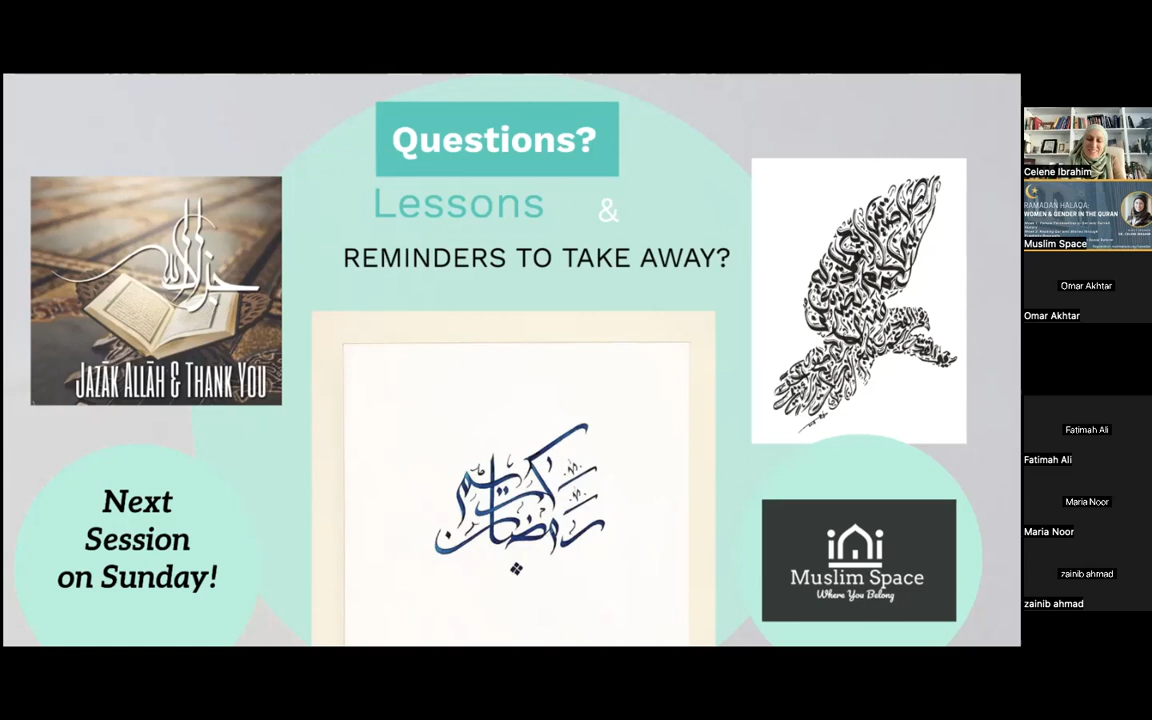 Questions?
Lessons
&
REMINDERS TO TAKE AWAY?
جزاك الله
JAZĀK ALLĀH & THANK YOU
رمضان كريم
Next
Session
on Sunday!
Muslim Space
Where You Belong
Celene Ibrahim
RAMADAN HALAQA:
WOMEN & GENDER IN THE QURAN
Muslim Space
Omar Akhtar
Omar Akhtar
Fatimah Ali
Fatimah Ali
Maria Noor
Maria Noor
zainib ahmad
zainib ahmad